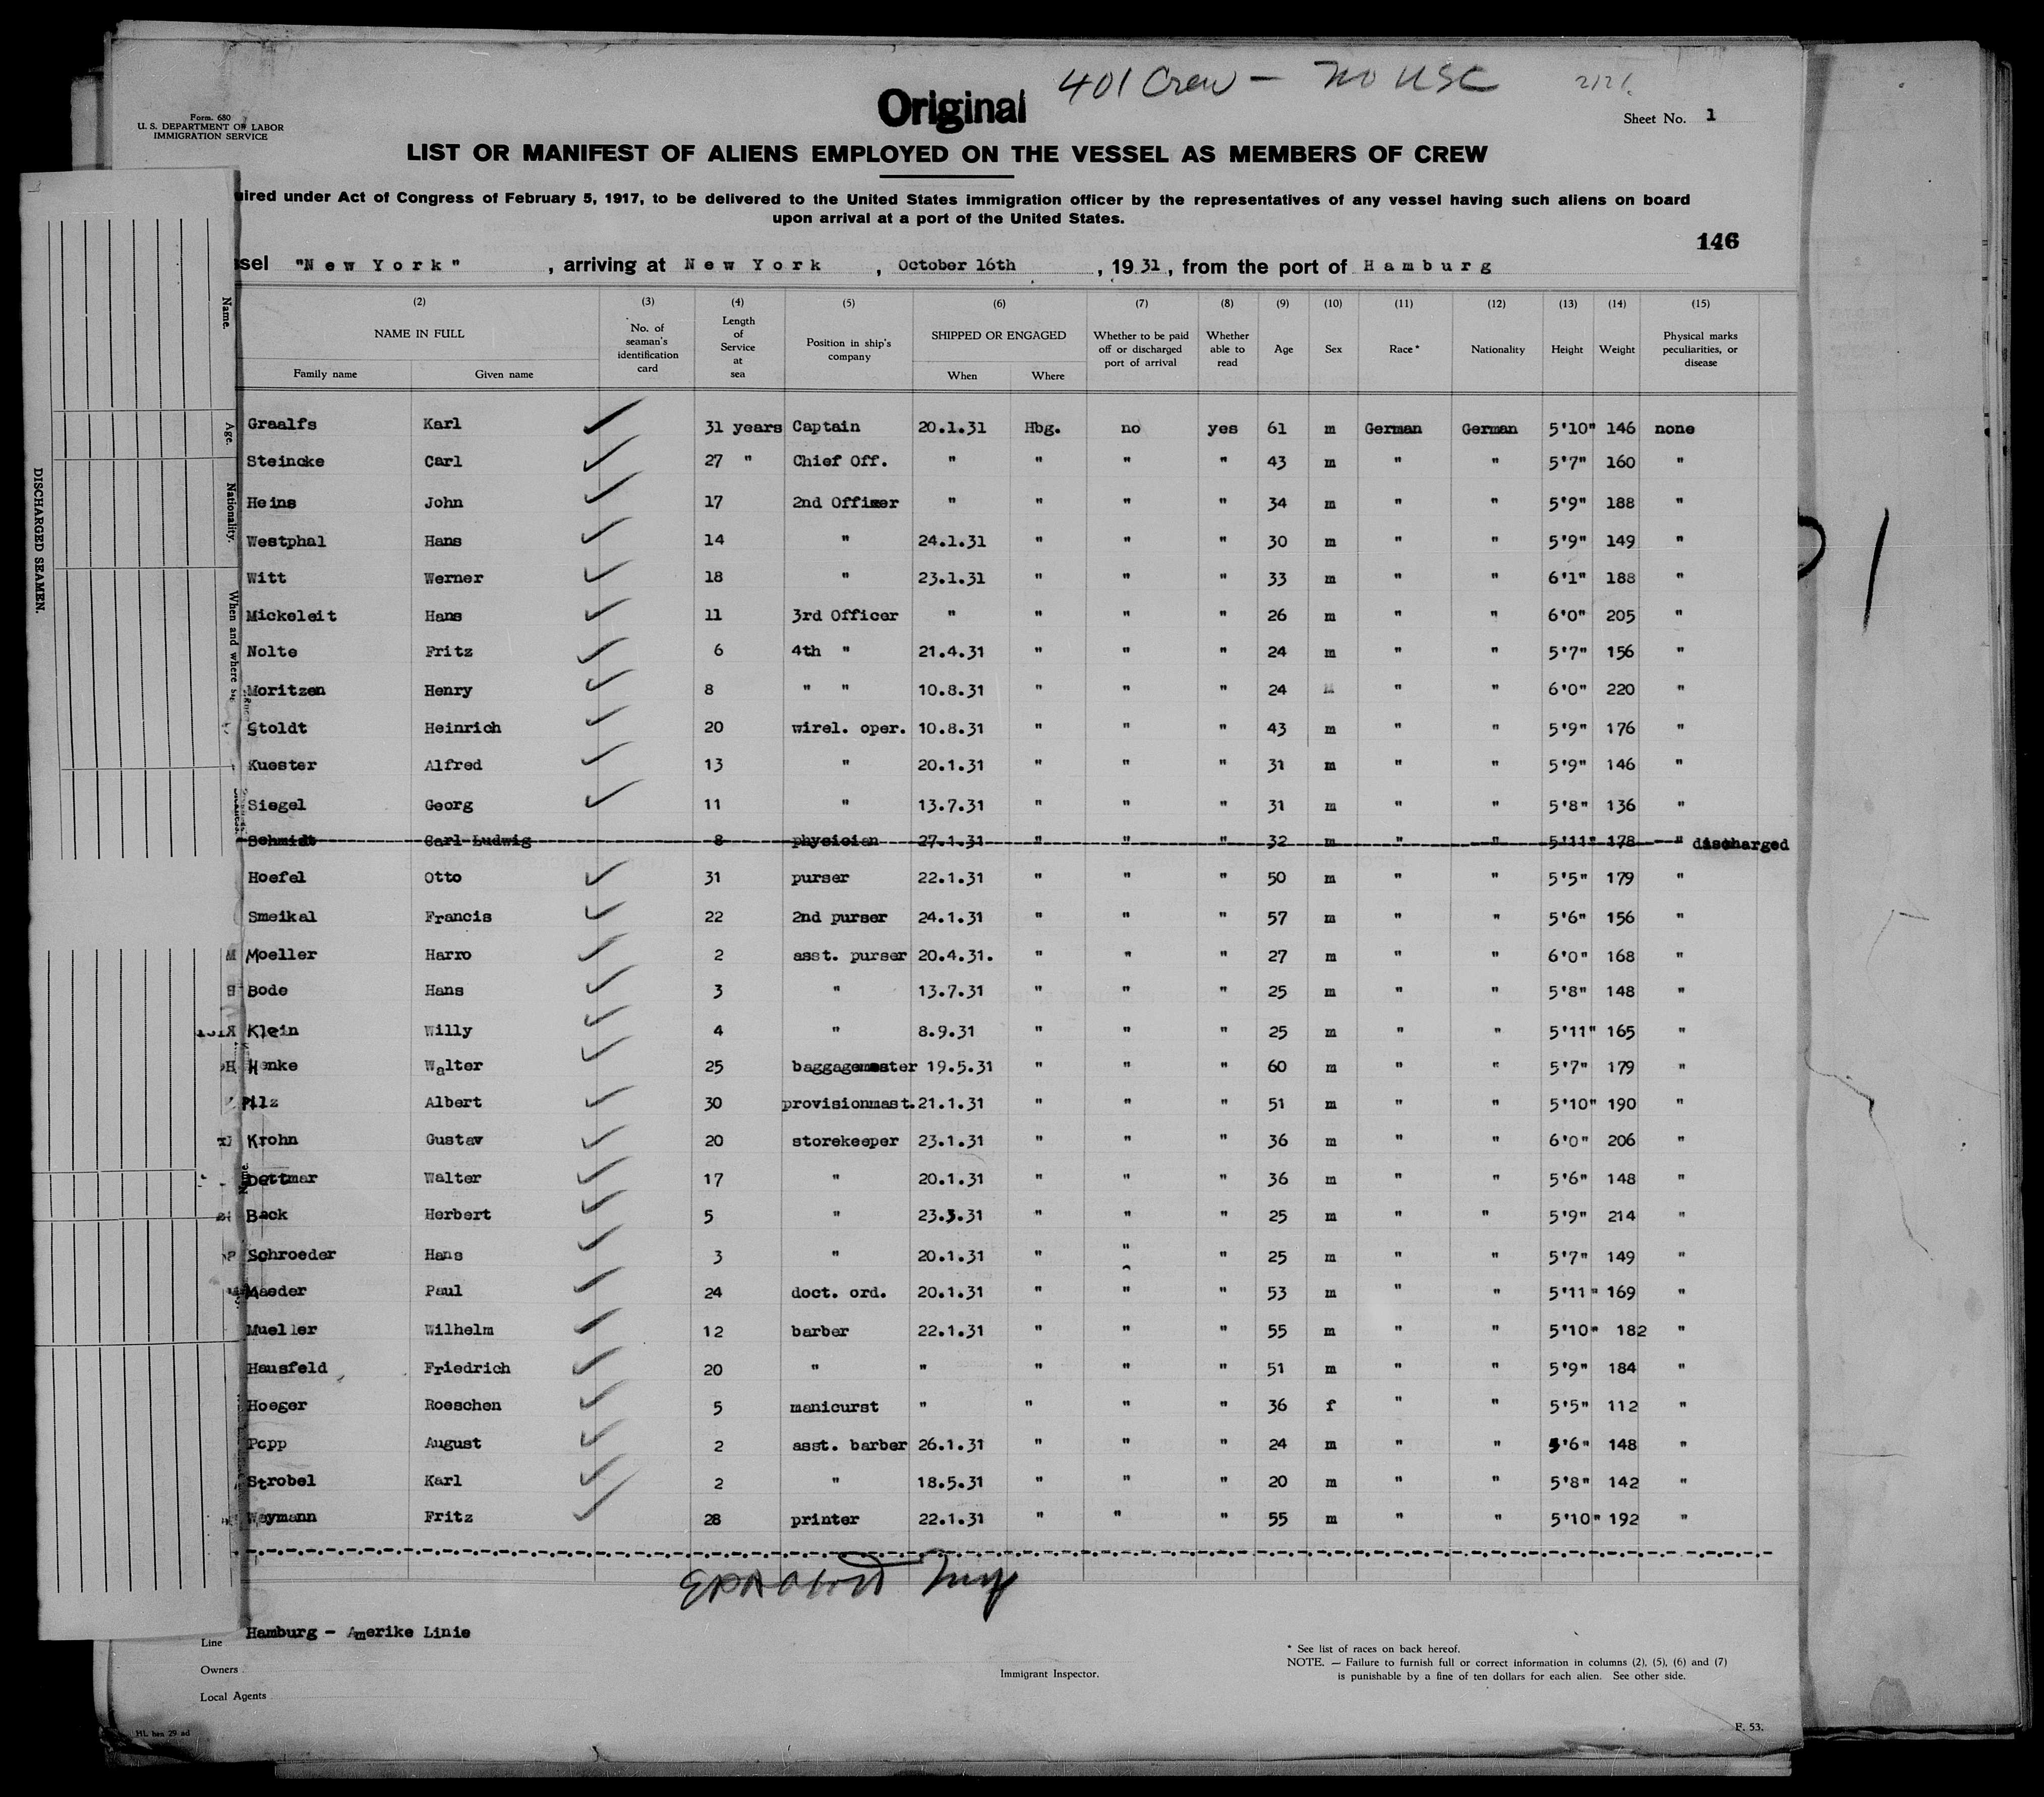 401 Crew - No USC
Original
Form. 680
U. S. DEPARTMENT OF LABOR
IMMIGRATION SERVICE
Sheet No. 1
LIST OR MANIFEST OF ALIENS EMPLOYED ON THE VESSEL AS MEMBERS OF CREW
uired under Act of Congress of February 5, 1917, to be delivered to the United States immigration officer by the representatives of any vessel having such aliens on board
upon arrival at a port of the United States.
146
sel "New York" , arriving at New York , October 16th , 19 31 , from the port of Hamburg
(2) (3) (4) (5) (6) (7) (8) (9) (10) (11) (12) (13) (14) (15)
NAME IN FULL No. of seaman's identification card Length of Service at sea Position in ship's company SHIPPED OR ENGAGED Whether to be paid off or discharged port of arrival Whether able to read Age Sex Race* Nationality Height Weight Physical marks peculiarities, or disease
Family name Given name When Where
Graalfs Karl 31 years Captain 20.1.31 Hbg. no yes 61 m German German 5'10" 146 none
Steincke Carl 27 " Chief Off. " " " " 43 m " " 5'7" 160 "
Heins John 17 2nd Officer " " " " 34 m " " 5'9" 188 "
Westphal Hans 14 " 24.1.31 " " " 30 m " " 5'9" 149 "
Witt Werner 18 " 23.1.31 " " " 33 m " " 6'1" 188 "
Mickeleit Hans 11 3rd Officer " " " " 26 m " " 6'0" 205 "
Nolte Fritz 6 4th " 21.4.31 " " " 24 m " " 5'7" 156 "
Moritzen Henry 8 " " 10.8.31 " " " 24 M " " 6'0" 220 "
Stoldt Heinrich 20 wirel. oper. 10.8.31 " " " 43 m " " 5'9" 176 "
Kuester Alfred 13 " 20.1.31 " " " 31 m " " 5'9" 146 "
Siegel Georg 11 " 13.7.31 " " " 31 m " " 5'8" 136 "
Schmidt Carl Ludwig 8 physician 27.1.31 " " " 32 m " " 5'11" 178 " discharged
Hoefel Otto 31 purser 22.1.31 " " " 50 m " " 5'5" 179 "
Smeikal Francis 22 2nd purser 24.1.31 " " " 57 m " " 5'6" 156 "
Moeller Harro 2 asst. purser 20.4.31. " " " 27 m " " 6'0" 168 "
Bode Hans 3 " 13.7.31 " " " 25 m " " 5'8" 148 "
Klein Willy 4 " 8.9.31 " " " 25 m " " 5'11" 165 "
Henke Walter 25 baggagemaster 19.5.31 " " " 60 m " " 5'7" 179 "
Pilz Albert 30 provisionmast. 21.1.31 " " " 51 m " " 5'10" 190 "
Krohn Gustav 20 storekeeper 23.1.31 " " " 36 m " " 6'0" 206 "
Dettmar Walter 17 " 20.1.31 " " " 36 m " " 5'6" 148 "
Back Herbert 5 " 23.3.31 " " " 25 m " " 5'9" 214 "
Schroeder Hans 3 " 20.1.31 " " " 25 m " " 5'7" 149 "
Maeder Paul 24 doct. ord. 20.1.31 " " " 53 m " " 5'11" 169 "
Mueller Wilhelm 12 barber 22.1.31 " " " 55 m " " 5'10" 182 "
Hausfeld Friedrich 20 " " " " " 51 m " " 5'9" 184 "
Hoeger Roeschen 5 manicurst " " " " 36 f " " 5'5" 112 "
Popp August 2 asst. barber 26.1.31 " " " 24 m " " 5'6" 148 "
Strobel Karl 2 " 18.5.31 " " " 20 m " " 5'8" 142 "
Weymann Fritz 28 printer 22.1.31 " " " 55 m " " 5'10" 192 "
Line Hamburg - Amerike Linie
Owners
Local Agents
Immigrant Inspector.
* See list of races on back hereof.
NOTE. — Failure to furnish full or correct information in columns (2), (5), (6) and (7)
is punishable by a fine of ten dollars for each alien. See other side.
F. 53.
DISCHARGED SEAMEN.
Name.
Age.
Nationality.
When and where
Name